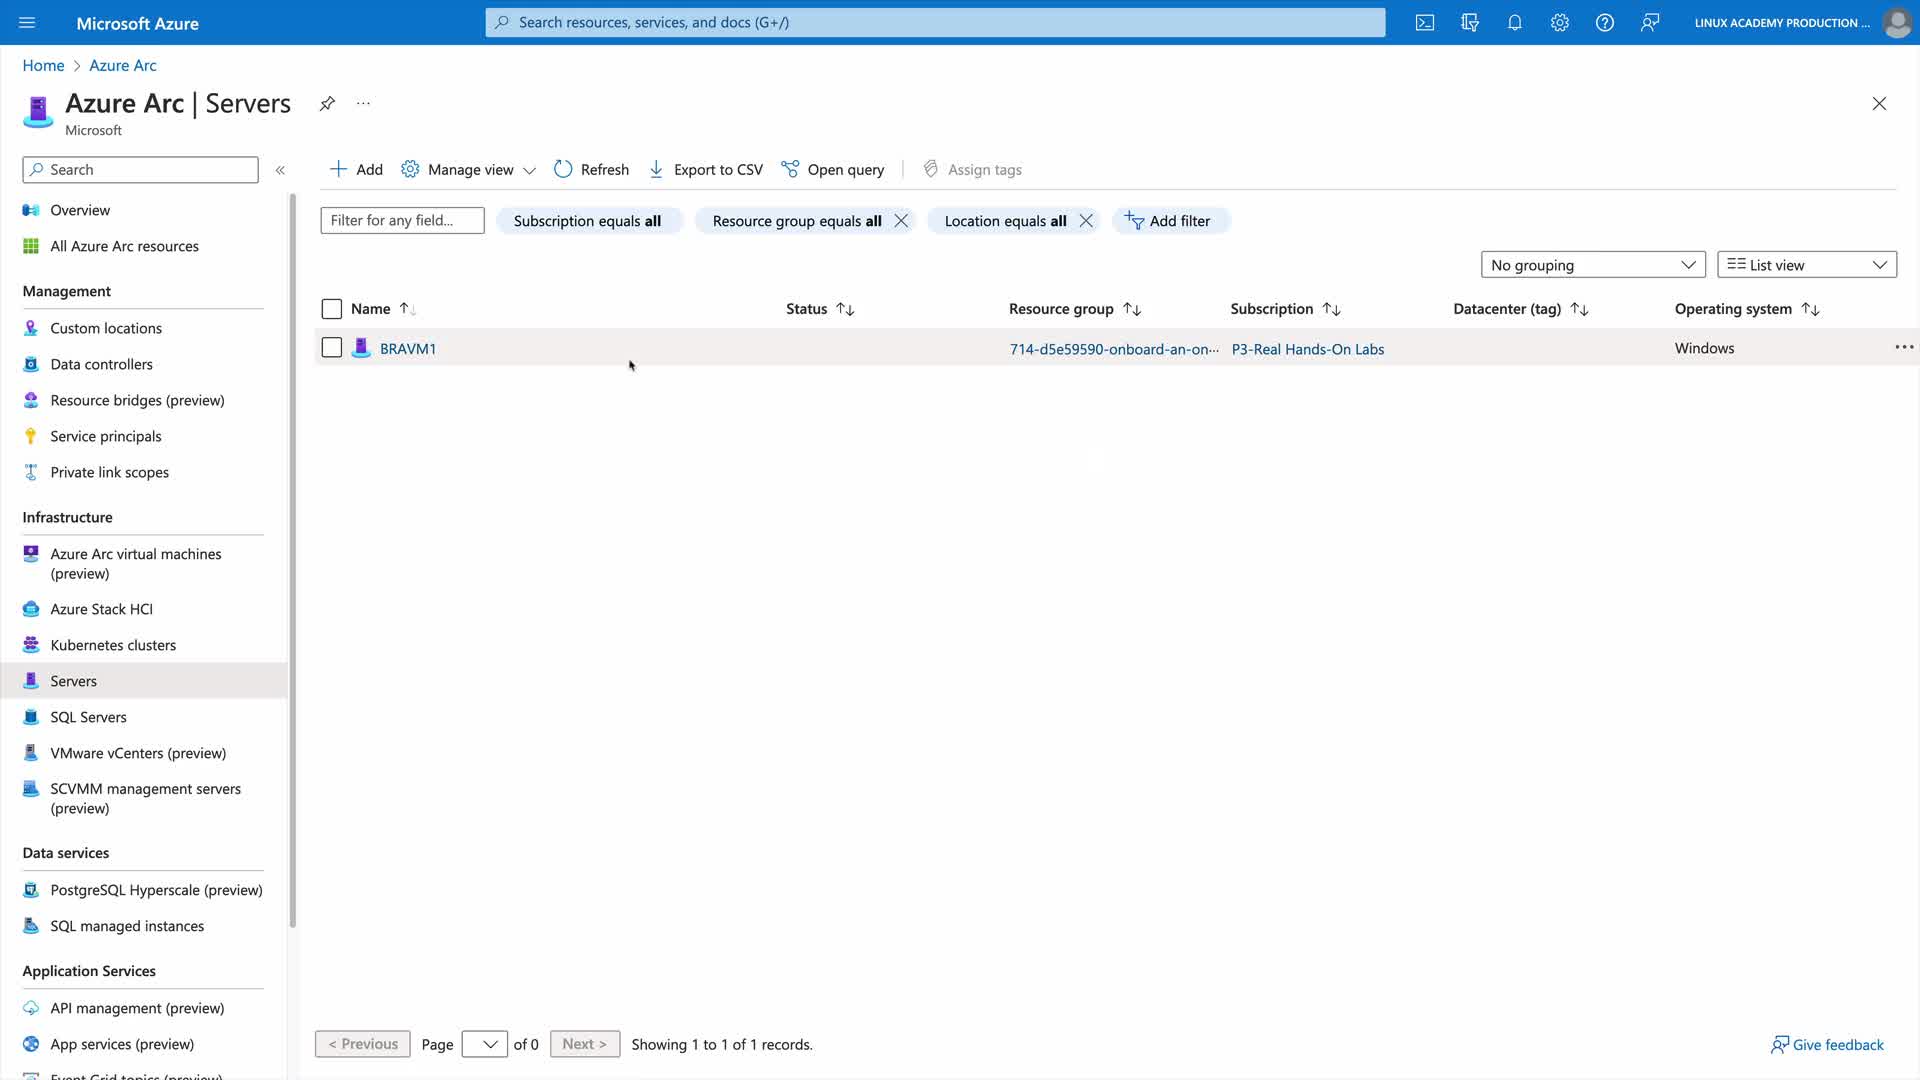 Microsoft Azure
Search resources, services, and docs (G+/)
LINUX ACADEMY PRODUCTION ...
Home > Azure Arc
Azure Arc | Servers
Microsoft
Search
Add
Manage view
Refresh
Export to CSV
Open query
Assign tags
Overview
All Azure Arc resources
Management
Custom locations
Data controllers
Resource bridges (preview)
Service principals
Private link scopes
Infrastructure
Azure Arc virtual machines
(preview)
Azure Stack HCI
Kubernetes clusters
Servers
SQL Servers
VMware vCenters (preview)
SCVMM management servers
(preview)
Data services
PostgreSQL Hyperscale (preview)
SQL managed instances
Application Services
API management (preview)
App services (preview)
Event Grid topics (preview)
Filter for any field...
Subscription equals all
Resource group equals all
Location equals all
Add filter
No grouping
List view
Name
Status
Resource group
Subscription
Datacenter (tag)
Operating system
BRAVM1
714-d5e59590-onboard-an-on-...
P3-Real Hands-On Labs
Windows
< Previous
Page
of 0
Next >
Showing 1 to 1 of 1 records.
Give feedback